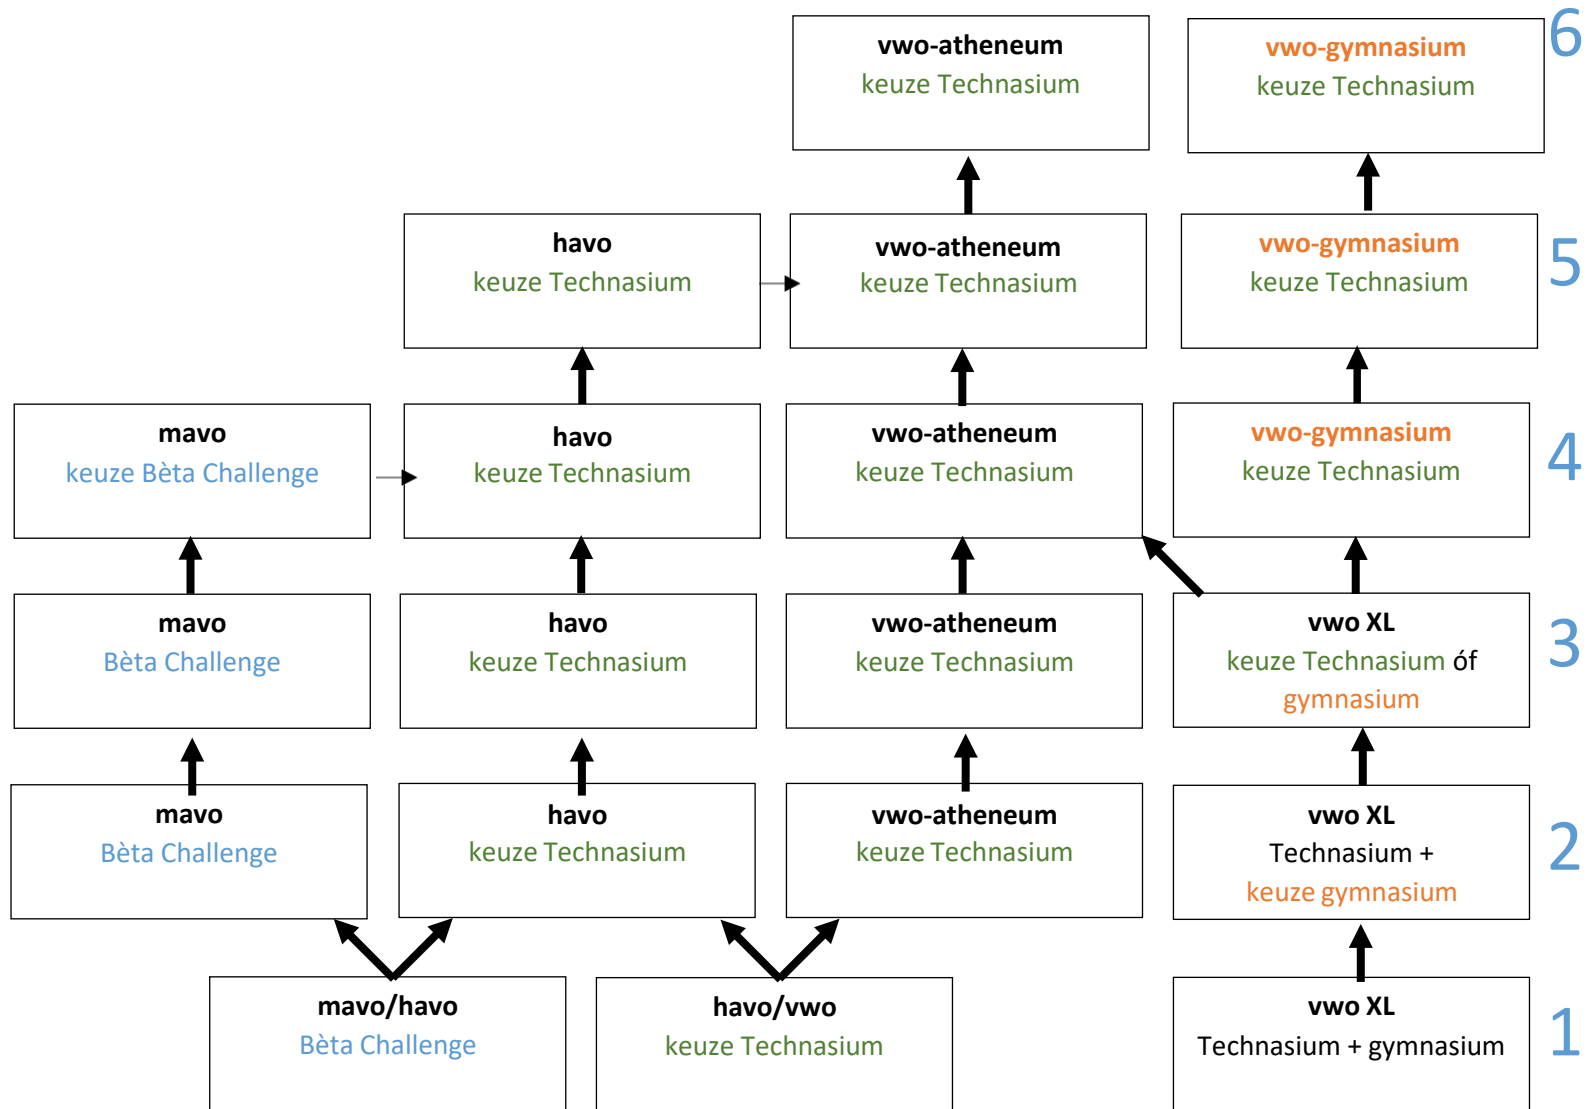 vwo-atheneum
keuze Technasium
vwo-gymnasium
keuze Technasium
6
havo
keuze Technasium
vwo-atheneum
keuze Technasium
vwo-gymnasium
keuze Technasium
5
mavo
keuze Bèta Challenge
havo
keuze Technasium
vwo-atheneum
keuze Technasium
vwo-gymnasium
keuze Technasium
4
mavo
Bèta Challenge
havo
keuze Technasium
vwo-atheneum
keuze Technasium
vwo XL
keuze Technasium óf
gymnasium
3
mavo
Bèta Challenge
havo
keuze Technasium
vwo-atheneum
keuze Technasium
vwo XL
Technasium +
keuze gymnasium
2
mavo/havo
Bèta Challenge
havo/vwo
keuze Technasium
vwo XL
Technasium + gymnasium
1